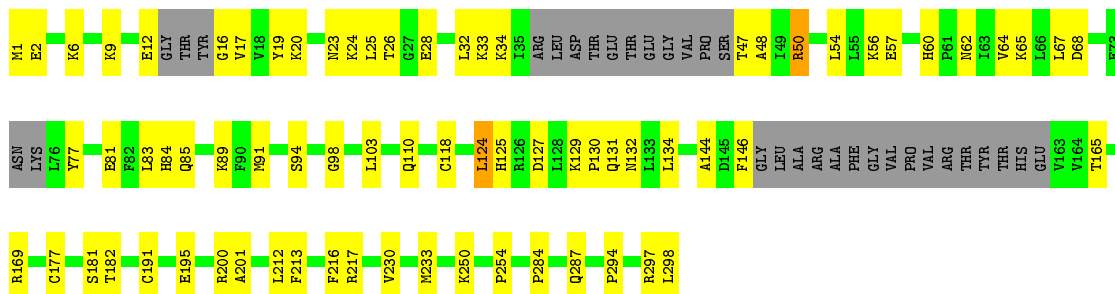 M1 E2 K6 K9 E12 GLY THR TYR G16 V17 V18 Y19 K20 N23 K24 L25 T26 G27 E28 L32 K33 K34 I35 ARG LEU ASP THR GLU THR GLU GLY VAL PRO SER T47 A48 I49 R50 L54 L55 K56 E57 H60 P61 N62 I63 V64 K65 L66 L67 D68
ASN LYS L76 Y77 E81 F82 L83 H84 Q85 K89 F90 M91 S94 G98 L103 Q110 C118 L124 H125 R126 D127 L128 K129 P130 Q131 N132 L133 L134 A144 D145 F146 GLY LEU ALA ARG ALA PHE GLY VAL PRO VAL ARG THR TYR THR HIS GLU V163 V164 T165
R169 C177 S181 T182 C191 E195 R200 A201 L212 F213 F216 R217 V230 M233 K250 P254 P284 Q287 P294 R297 L298